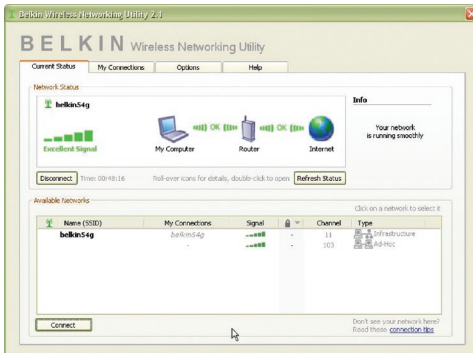 Belkin Wireless Networking Utility 2.1
BELKIN Wireless Networking Utility
Current Status My Connections Options Help
Network Status
belkin54g
Excellent Signal
OK OK
My Computer Router Internet
Info
Your network
is running smoothly
Disconnect Time: 00:48:16 Roll-over icons for details, double-click to open Refresh Status
Available Networks
Click on a network to select it
Name (SSID) My Connections Signal Channel Type
belkin54g belkin54g - 11 Infrastructure
- - 103 Ad-Hoc
Connect
Don't see your network here?
Read these connection tips